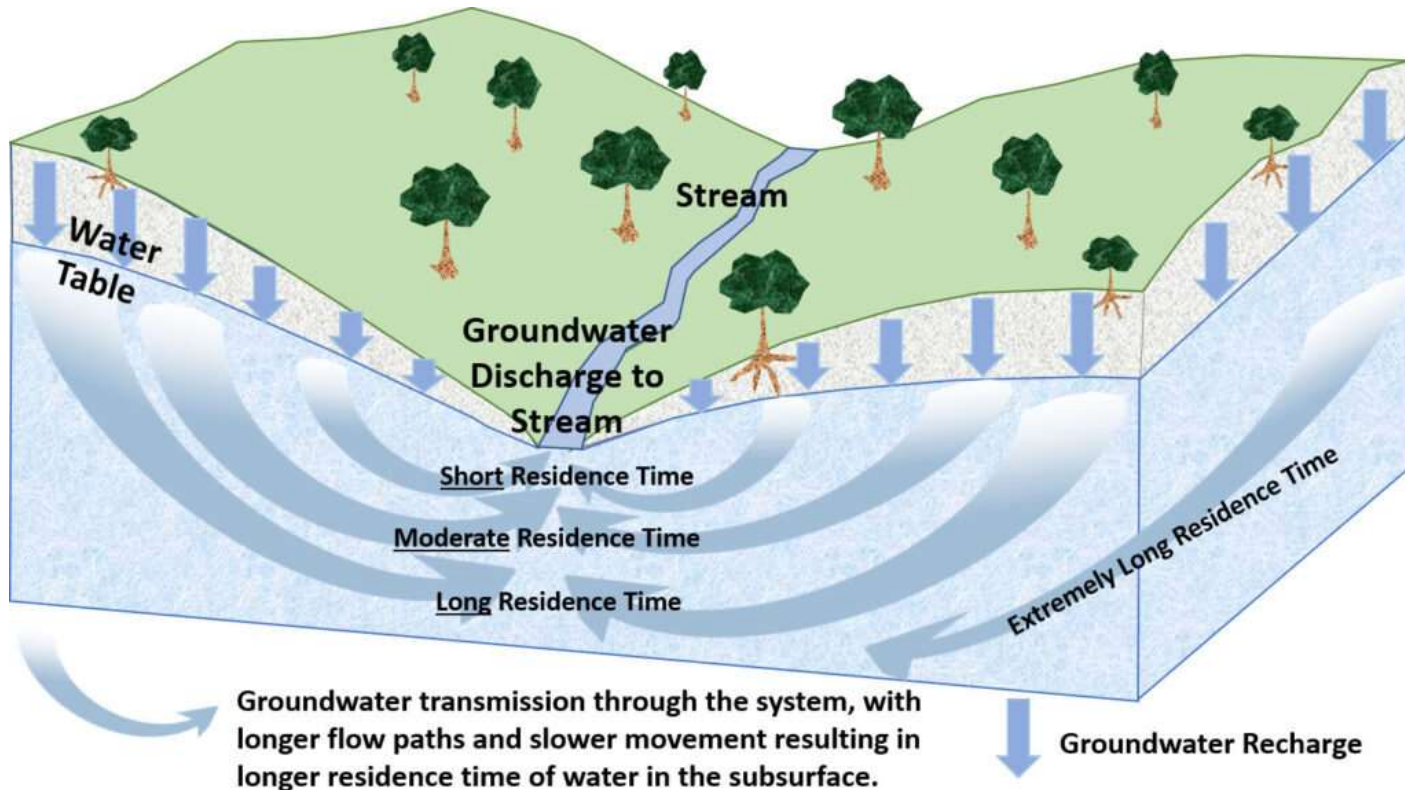 Stream
Water
Table
Groundwater
Discharge to
Stream
Short Residence Time
Moderate Residence Time
Long Residence Time
Extremely Long Residence Time
Groundwater transmission through the system, with
longer flow paths and slower movement resulting in
longer residence time of water in the subsurface.
Groundwater Recharge